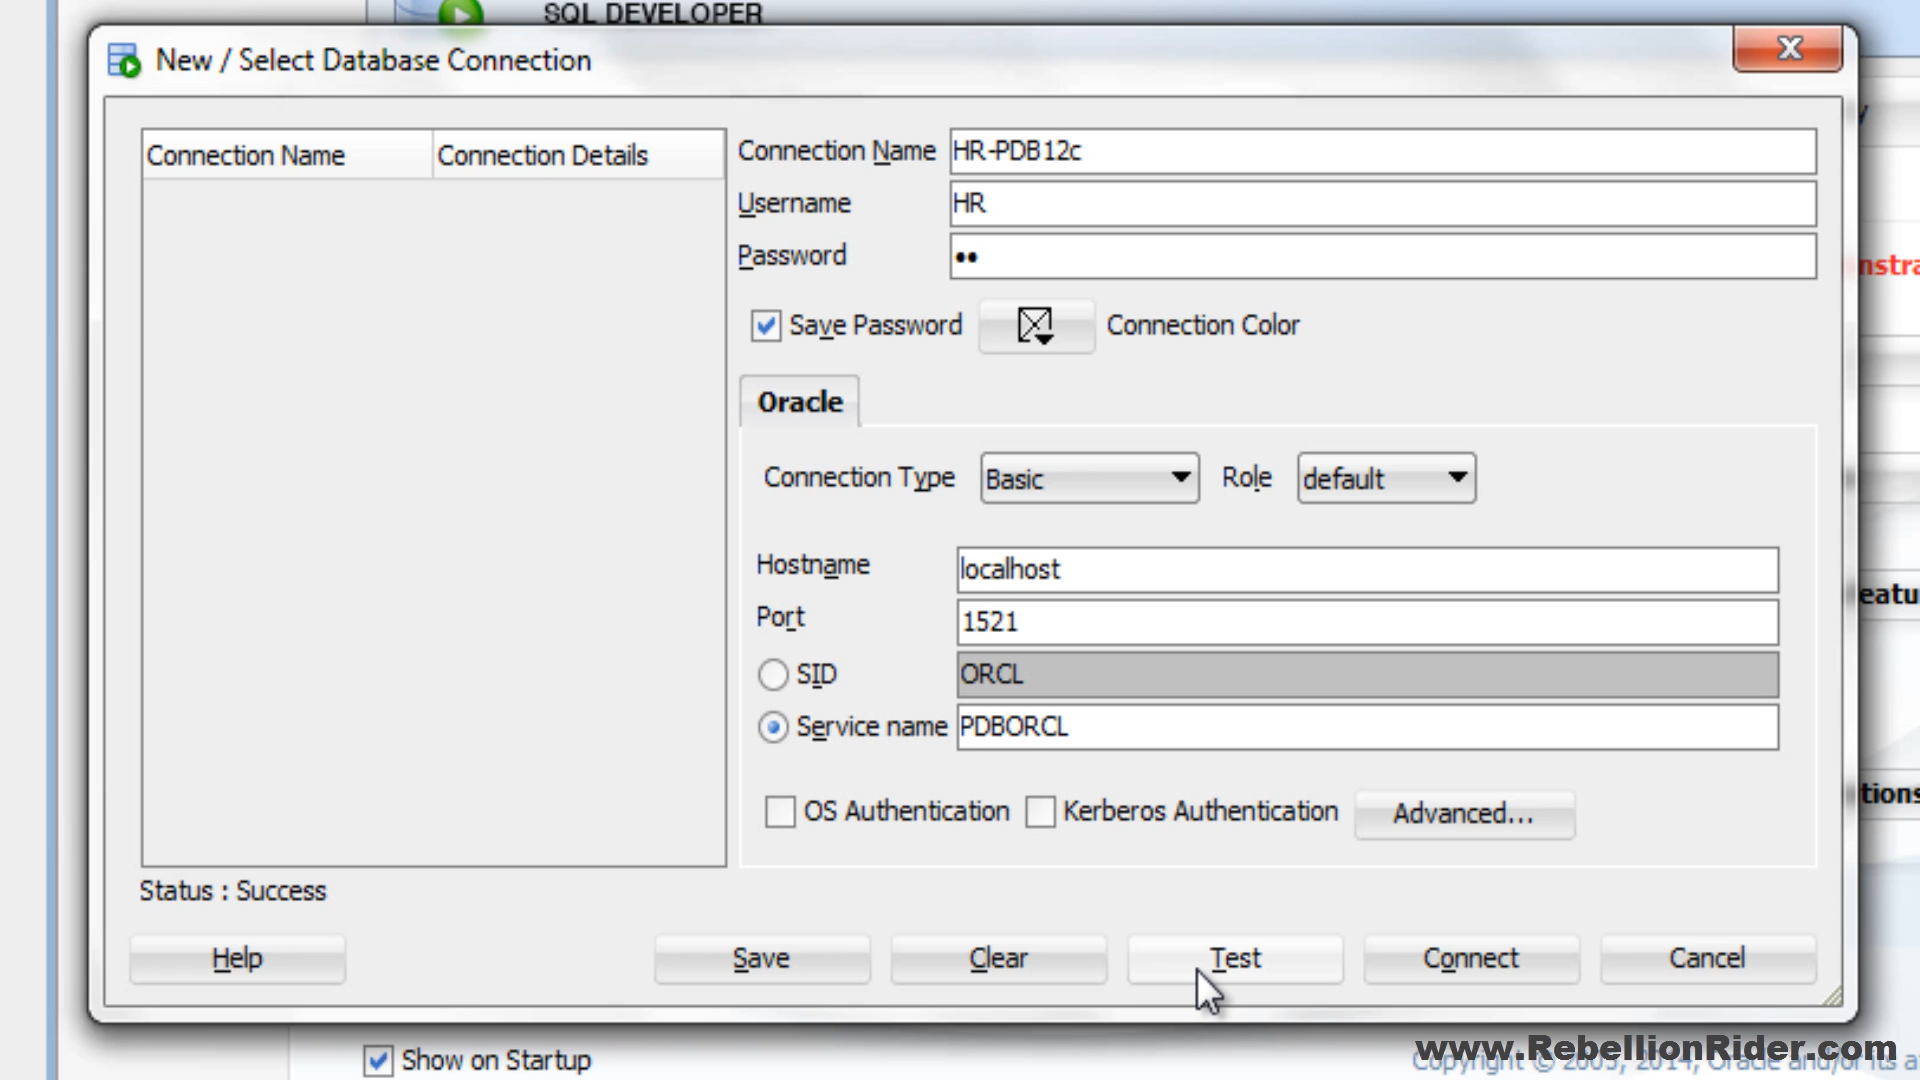 SQL DEVELOPER
New / Select Database Connection
Connection Name Connection Details
Connection Name HR-PDB12c
Username HR
Password ••
Save Password Connection Color
Oracle
Connection Type Basic Role default
Hostname localhost
Port 1521
SID ORCL
Service name PDBORCL
OS Authentication Kerberos Authentication Advanced...
Status : Success
Help Save Clear Test Connect Cancel
Show on Startup
www.RebellionRider.com